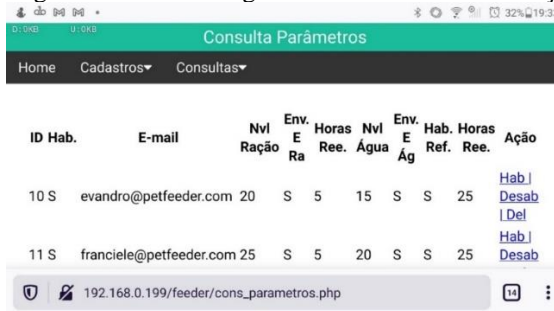 32% 19:3
D:0KB U:0KB
Consulta Parâmetros
Home Cadastros▾ Consultas▾
ID Hab. E-mail Nvl Ração Env. E Ra Horas Ree. Nvl Água Env. E Ág Hab. Ref. Horas Ree. Ação
10 S evandro@petfeeder.com 20 S 5 15 S S 25 Hab | Desab | Del
11 S franciele@petfeeder.com 25 S 5 20 S S 25 Hab | Desab
192.168.0.199/feeder/cons_parametros.php 14